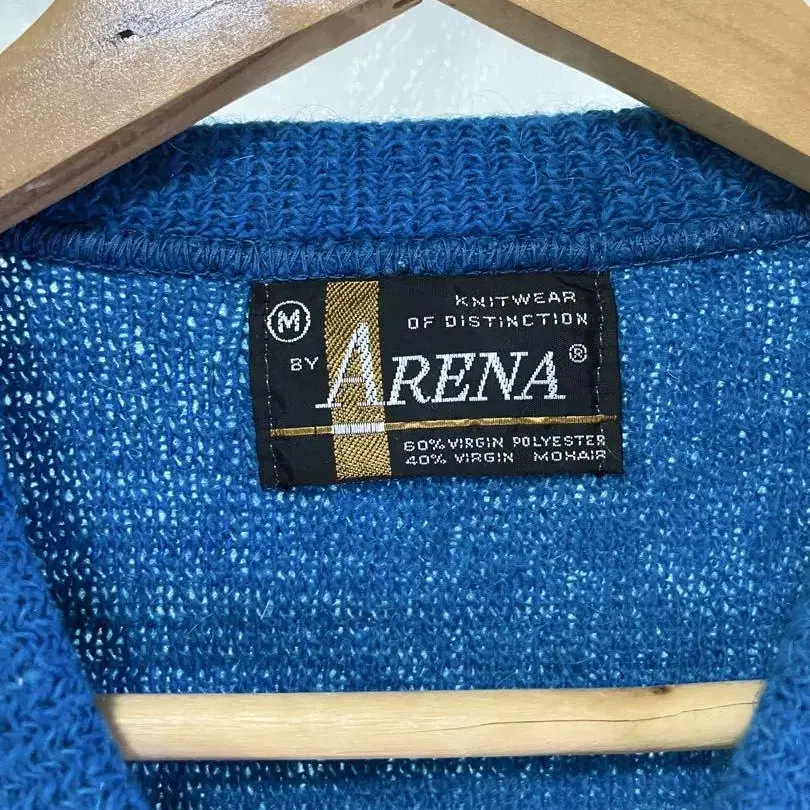 M
KNITWEAR
OF DISTINCTION
BY ARENA®
60% VIRGIN POLYESTER
40% VIRGIN MOHAIR